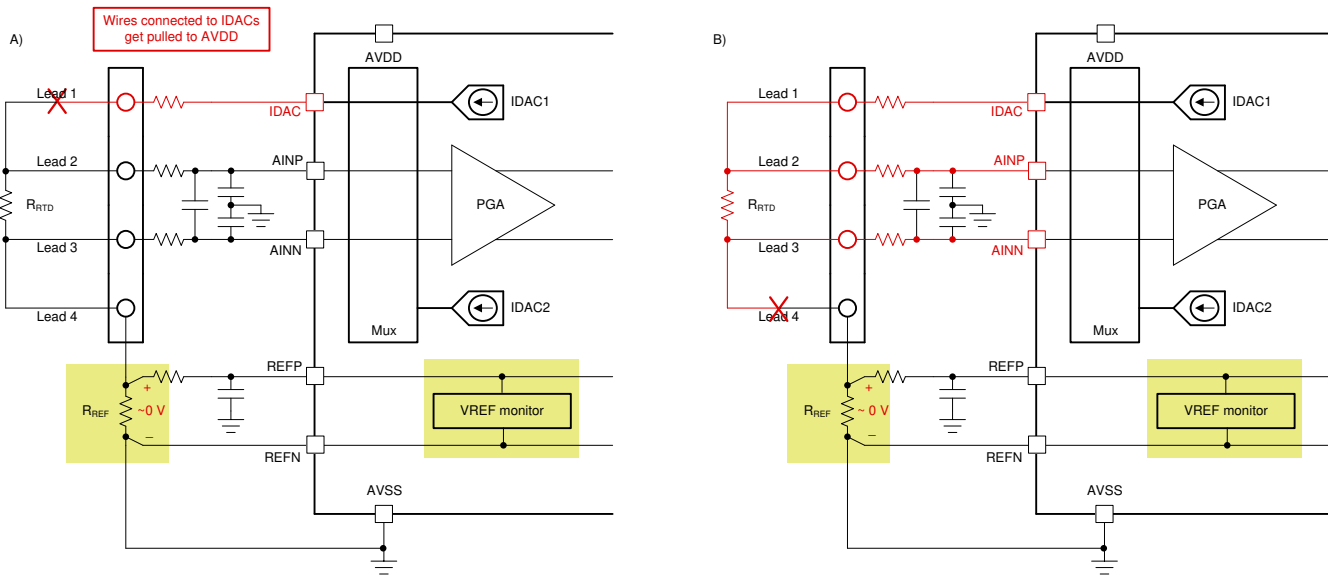 Wires connected to IDACs
get pulled to AVDD
A)
AVDD
Lead 1
IDAC
IDAC1
Lead 2
AINP
RRTD
PGA
Lead 3
AINN
Lead 4
IDAC2
Mux
REFP
+
RREF
~0 V
VREF monitor
–
REFN
AVSS
B)
AVDD
Lead 1
IDAC
IDAC1
Lead 2
AINP
RRTD
PGA
Lead 3
AINN
Lead 4
IDAC2
Mux
REFP
+
RREF
~ 0 V
VREF monitor
–
REFN
AVSS